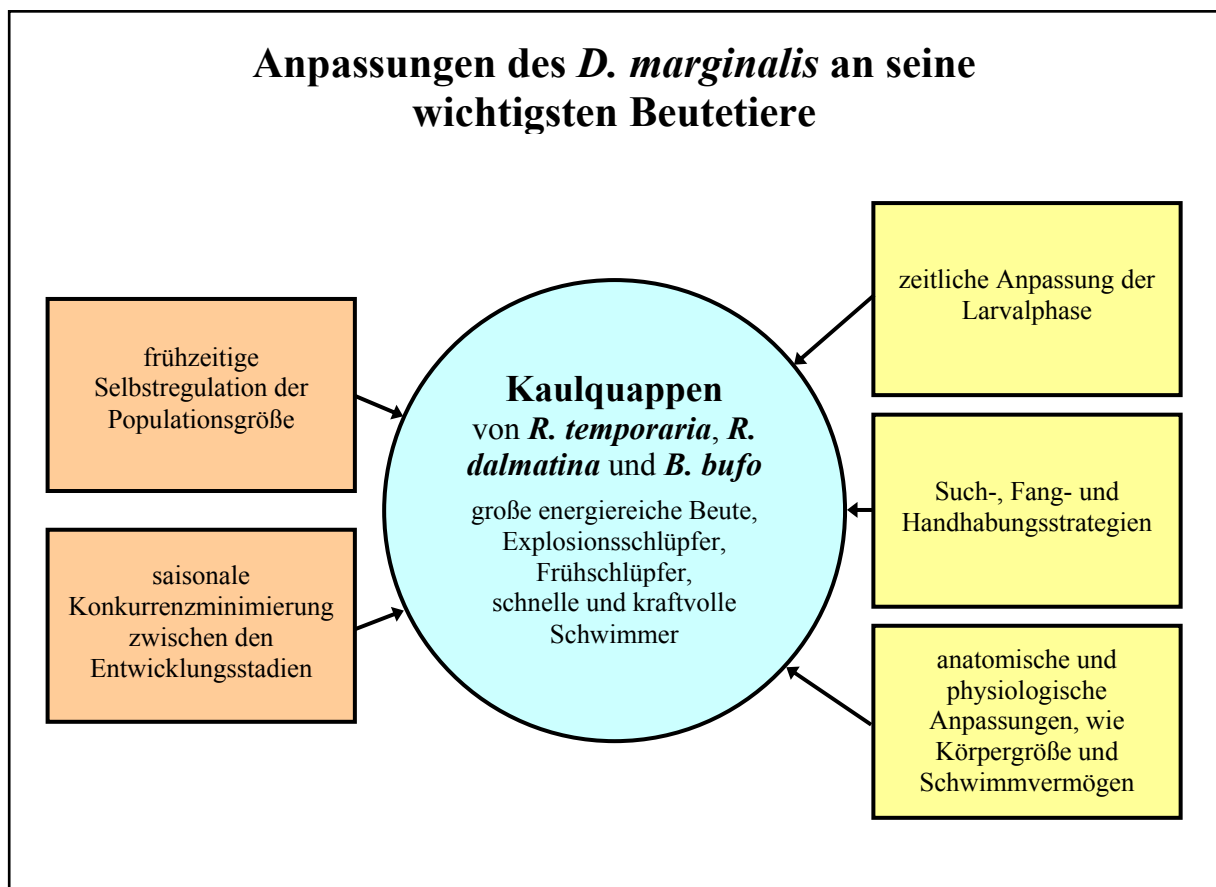 Anpassungen des D. marginalis an seine
wichtigsten Beutetiere
frühzeitige
Selbstregulation der
Populationsgröße
saisonale
Konkurrenzminimierung
zwischen den
Entwicklungsstadien
Kaulquappen
von R. temporaria, R.
dalmatina und B. bufo
große energiereiche Beute,
Explosionsschlüpfer,
Frühschlüpfer,
schnelle und kraftvolle
Schwimmer
zeitliche Anpassung der
Larvalphase
Such-, Fang- und
Handhabungsstrategien
anatomische und
physiologische
Anpassungen, wie
Körpergröße und
Schwimmvermögen